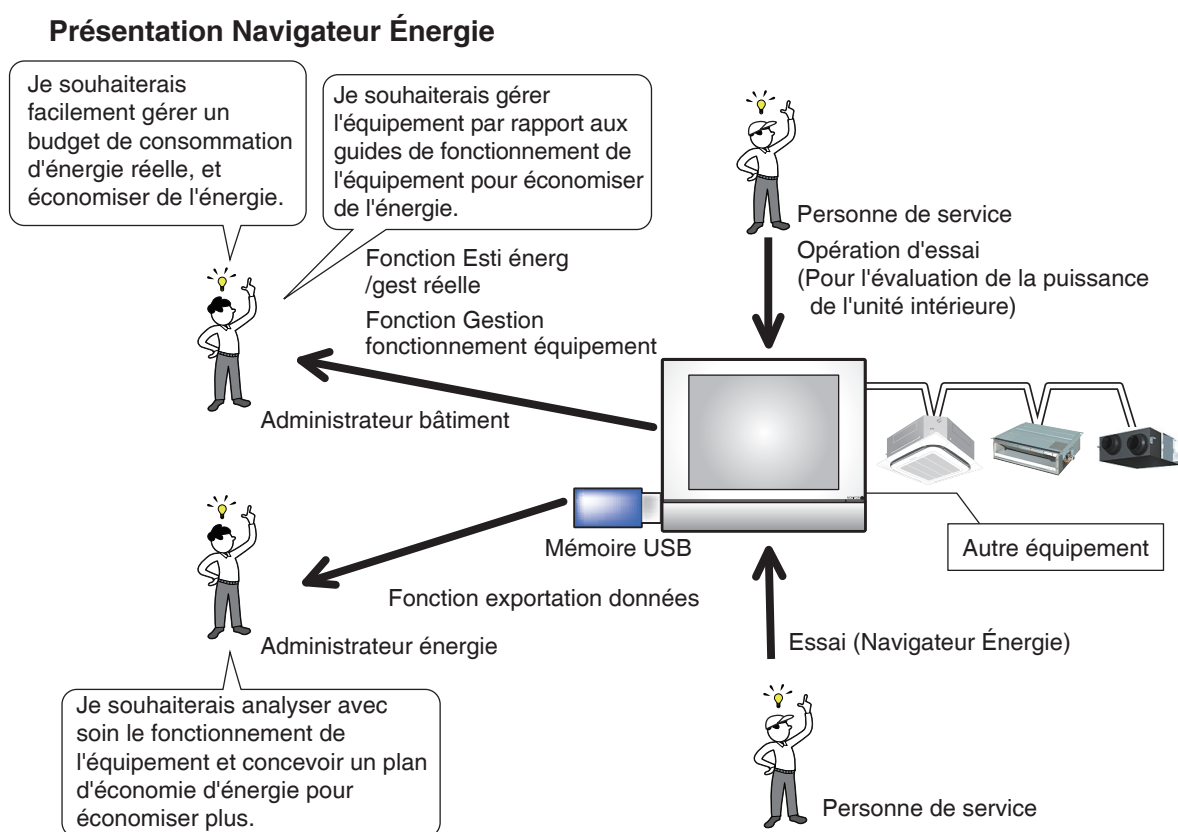 Présentation Navigateur Énergie
Je souhaiterais
facilement gérer un
budget de consommation
d'énergie réelle, et
économiser de l'énergie.
Je souhaiterais gérer
l'équipement par rapport aux
guides de fonctionnement de
l'équipement pour économiser
de l'énergie.
Personne de service
Opération d'essai
(Pour l'évaluation de la puissance
de l'unité intérieure)
Fonction Esti énerg
/gest réelle
Fonction Gestion
fonctionnement équipement
Administrateur bâtiment
Mémoire USB
Autre équipement
Fonction exportation données
Administrateur énergie
Essai (Navigateur Énergie)
Je souhaiterais analyser avec
soin le fonctionnement de
l'équipement et concevoir un plan
d'économie d'énergie pour
économiser plus.
Personne de service